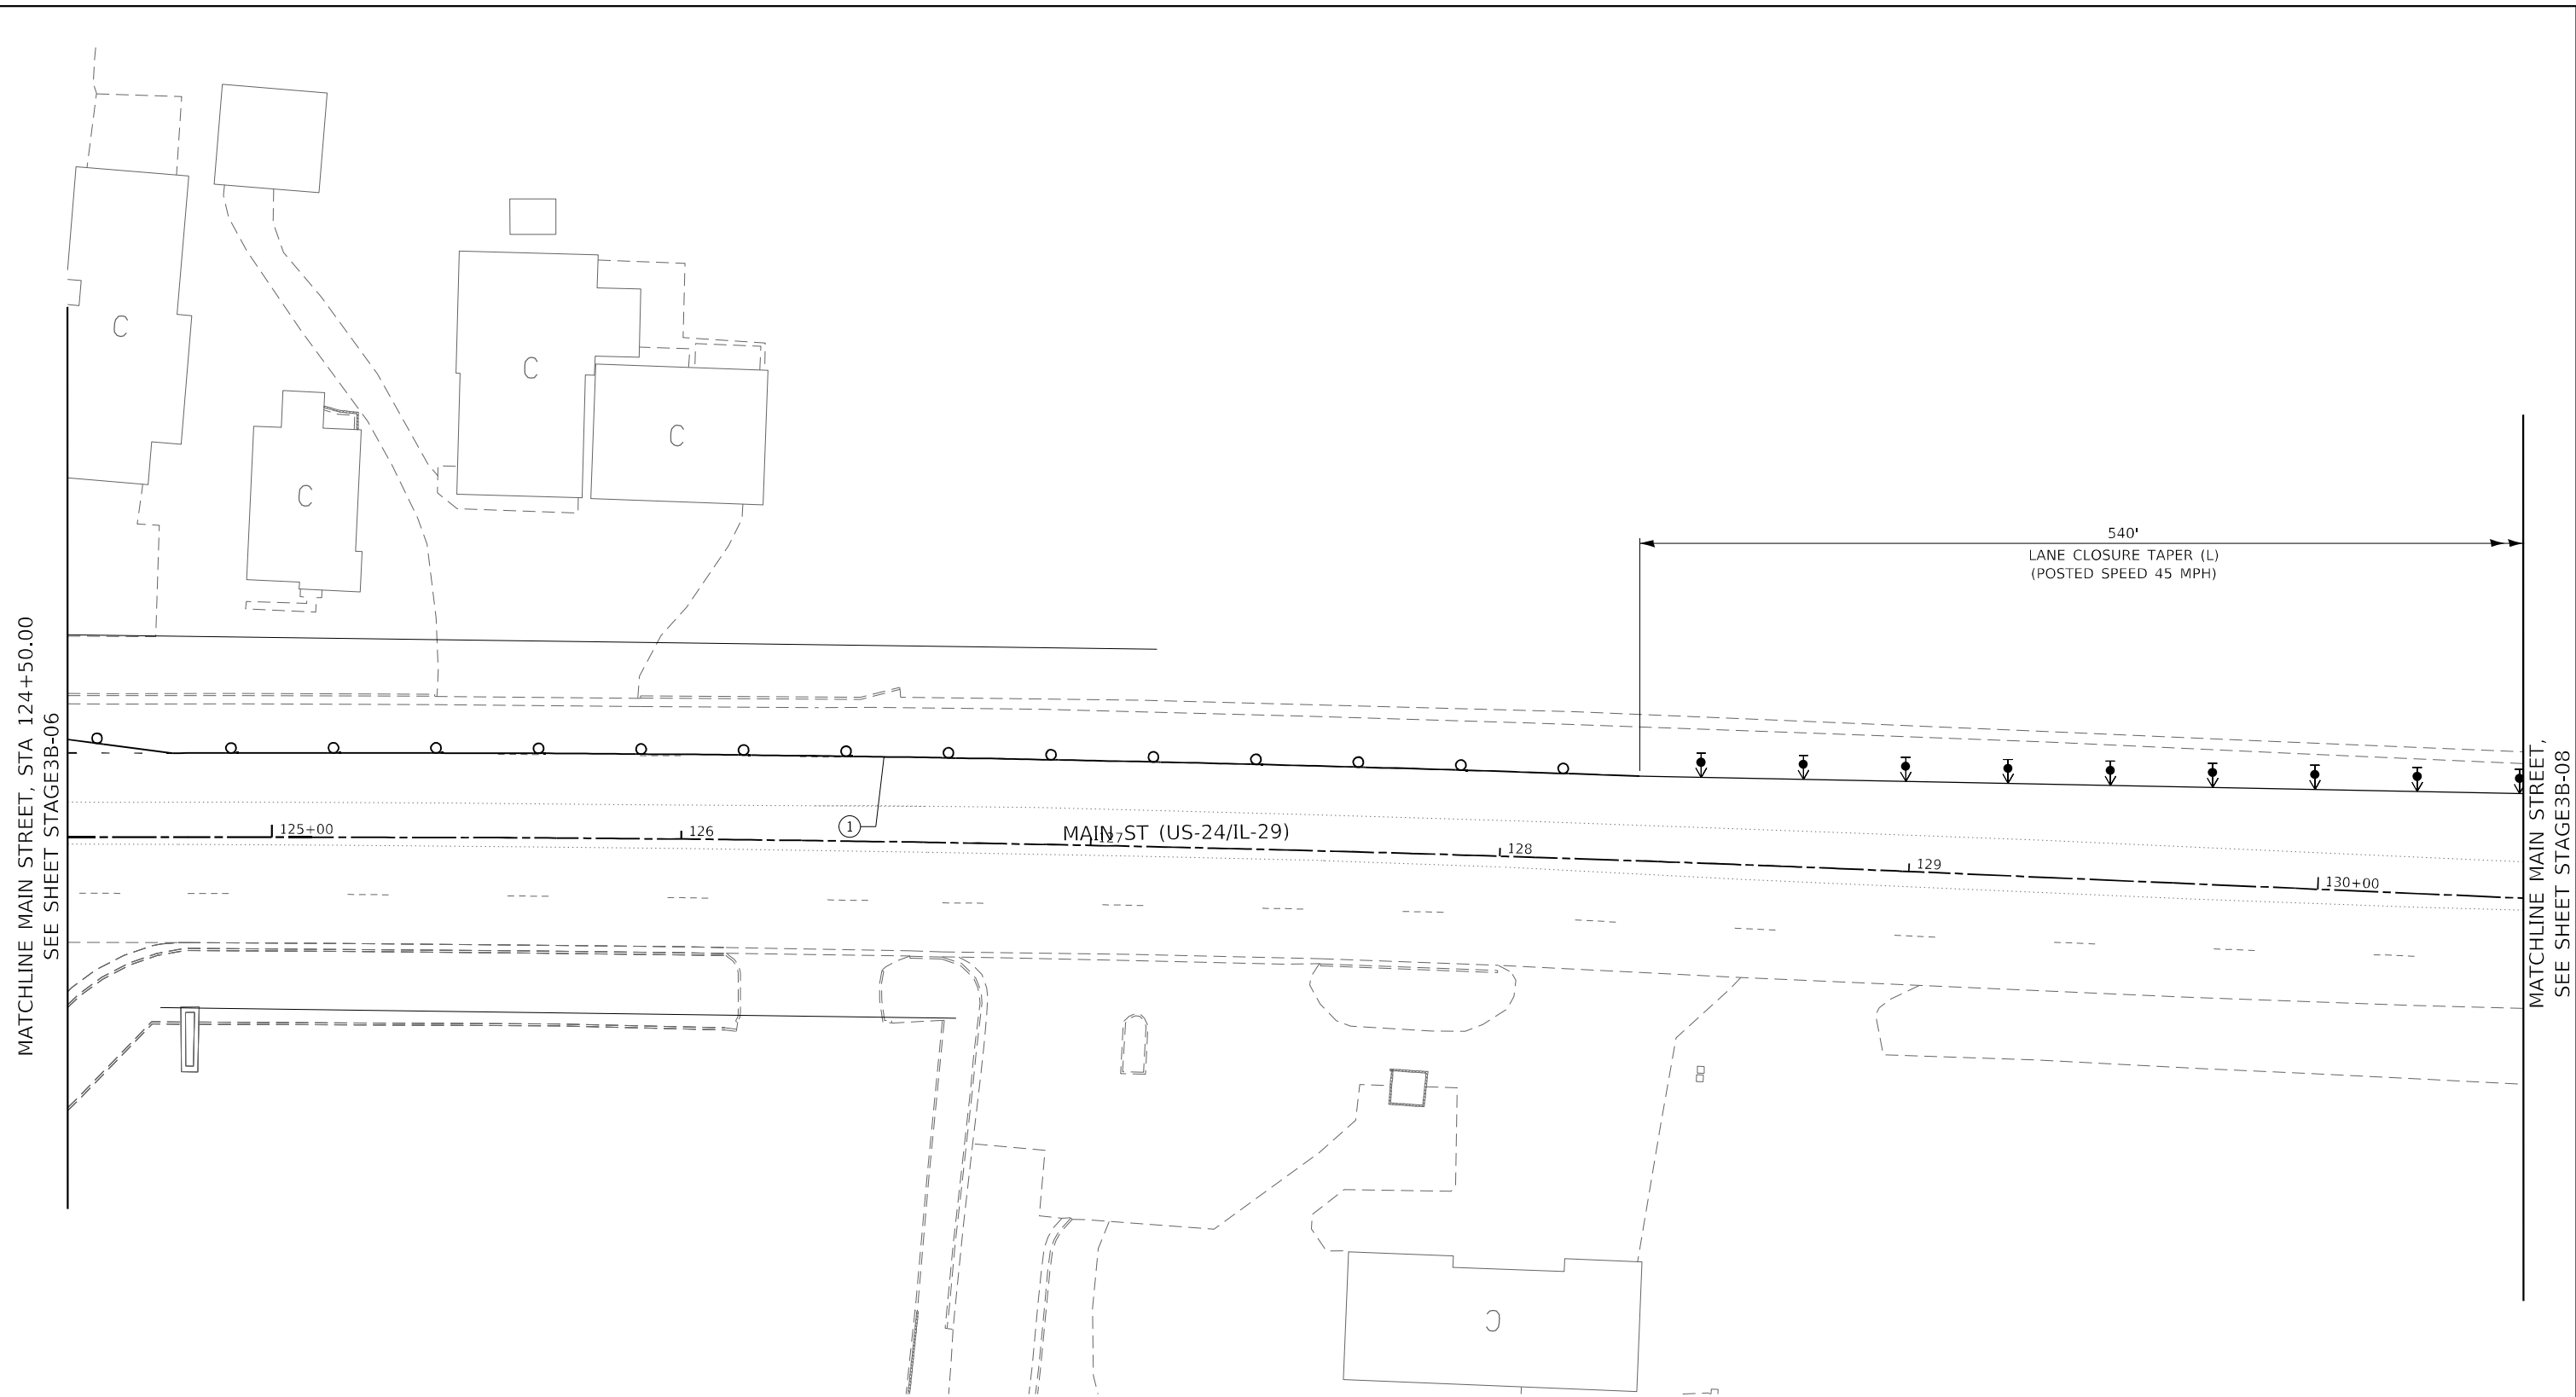 C
C
C
C
540'
LANE CLOSURE TAPER (L)
(POSTED SPEED 45 MPH)
MATCHLINE MAIN STREET, STA 124+50.00
SEE SHEET STAGE3B-06
1
125+00
126
MAIN ST (US-24/IL-29)
127
128
129
130+00
MATCHLINE MAIN STREET,
SEE SHEET STAGE3B-08
C